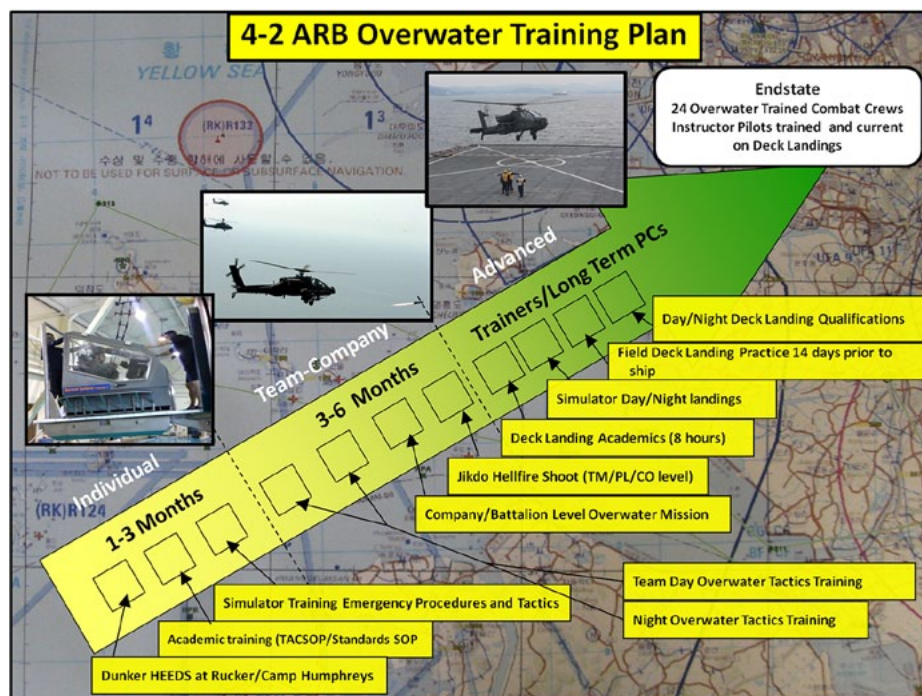 4-2 ARB Overwater Training Plan
황
YELLOW SEA
1⁴
(RK)R133
1³
NOT TO BE USED FOR SURFACE OR SUBSURFACE NAVIGATION.
Endstate
24 Overwater Trained Combat Crews
Instructor Pilots trained and current
on Deck Landings
Advanced
Trainers/Long Term PCs
Team-Company
3-6 Months
Individual
1-3 Months
(RK)R124
Day/Night Deck Landing Qualifications
Field Deck Landing Practice 14 days prior to
ship
Simulator Day/Night landings
Deck Landing Academics (8 hours)
Jikdo Hellfire Shoot (TM/PL/CO level)
Company/Battalion Level Overwater Mission
Team Day Overwater Tactics Training
Night Overwater Tactics Training
Simulator Training Emergency Procedures and Tactics
Academic training (TACSOP/Standards SOP
Dunker HEEDS at Rucker/Camp Humphreys